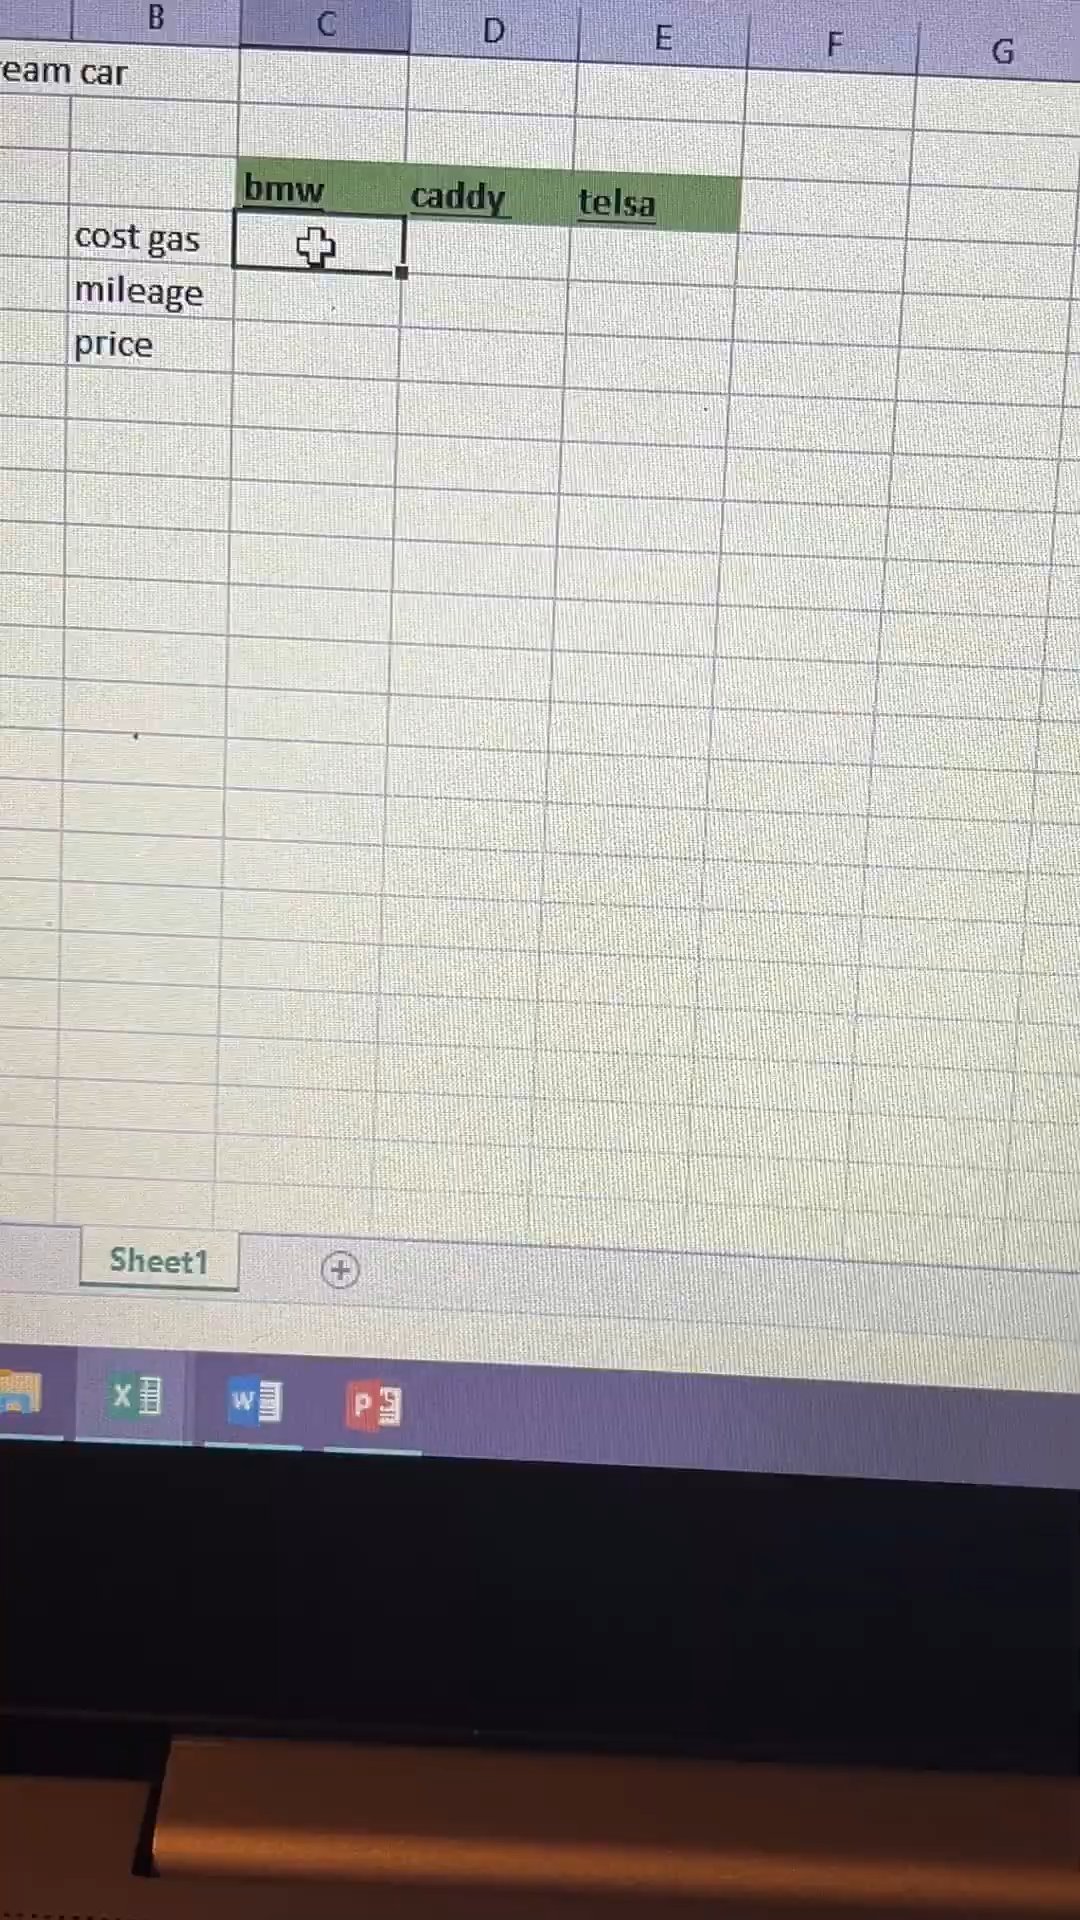 B C D E F G
eam car
bmw caddy telsa
cost gas
mileage
price
Sheet1
X W P